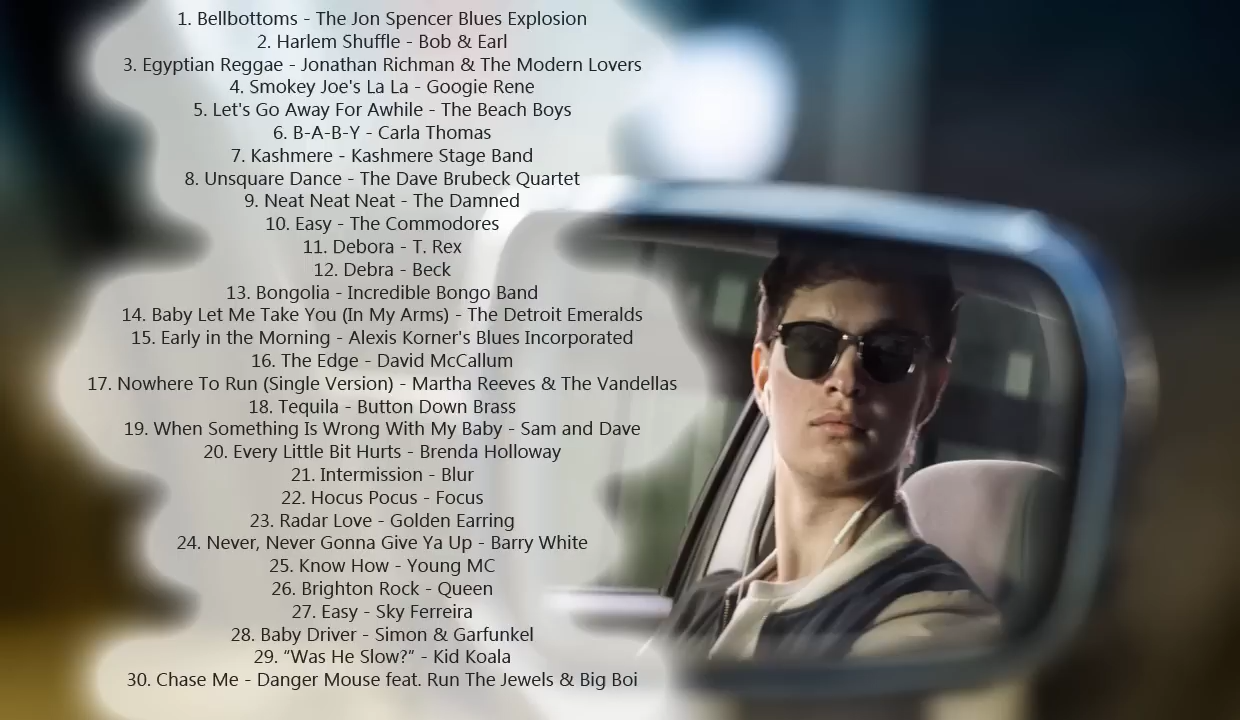 1. Bellbottoms - The Jon Spencer Blues Explosion
2. Harlem Shuffle - Bob & Earl
3. Egyptian Reggae - Jonathan Richman & The Modern Lovers
4. Smokey Joe's La La - Googie Rene
5. Let's Go Away For Awhile - The Beach Boys
6. B-A-B-Y - Carla Thomas
7. Kashmere - Kashmere Stage Band
8. Unsquare Dance - The Dave Brubeck Quartet
9. Neat Neat Neat - The Damned
10. Easy - The Commodores
11. Debora - T. Rex
12. Debra - Beck
13. Bongolia - Incredible Bongo Band
14. Baby Let Me Take You (In My Arms) - The Detroit Emeralds
15. Early in the Morning - Alexis Korner's Blues Incorporated
16. The Edge - David McCallum
17. Nowhere To Run (Single Version) - Martha Reeves & The Vandellas
18. Tequila - Button Down Brass
19. When Something Is Wrong With My Baby - Sam and Dave
20. Every Little Bit Hurts - Brenda Holloway
21. Intermission - Blur
22. Hocus Pocus - Focus
23. Radar Love - Golden Earring
24. Never, Never Gonna Give Ya Up - Barry White
25. Know How - Young MC
26. Brighton Rock - Queen
27. Easy - Sky Ferreira
28. Baby Driver - Simon & Garfunkel
29. “Was He Slow?” - Kid Koala
30. Chase Me - Danger Mouse feat. Run The Jewels & Big Boi